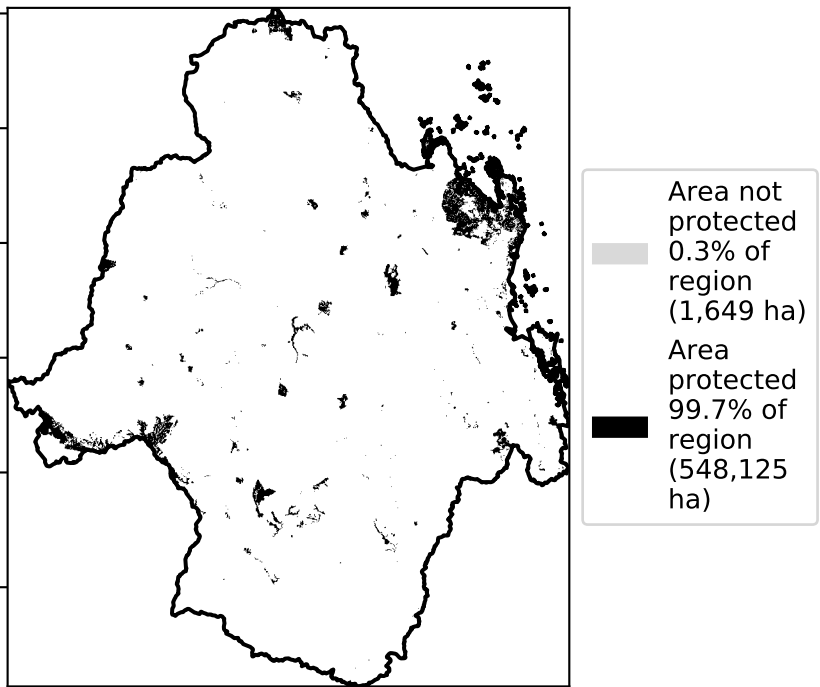 Area not
protected
0.3% of
region
(1,649 ha)
Area
protected
99.7% of
region
(548,125
ha)